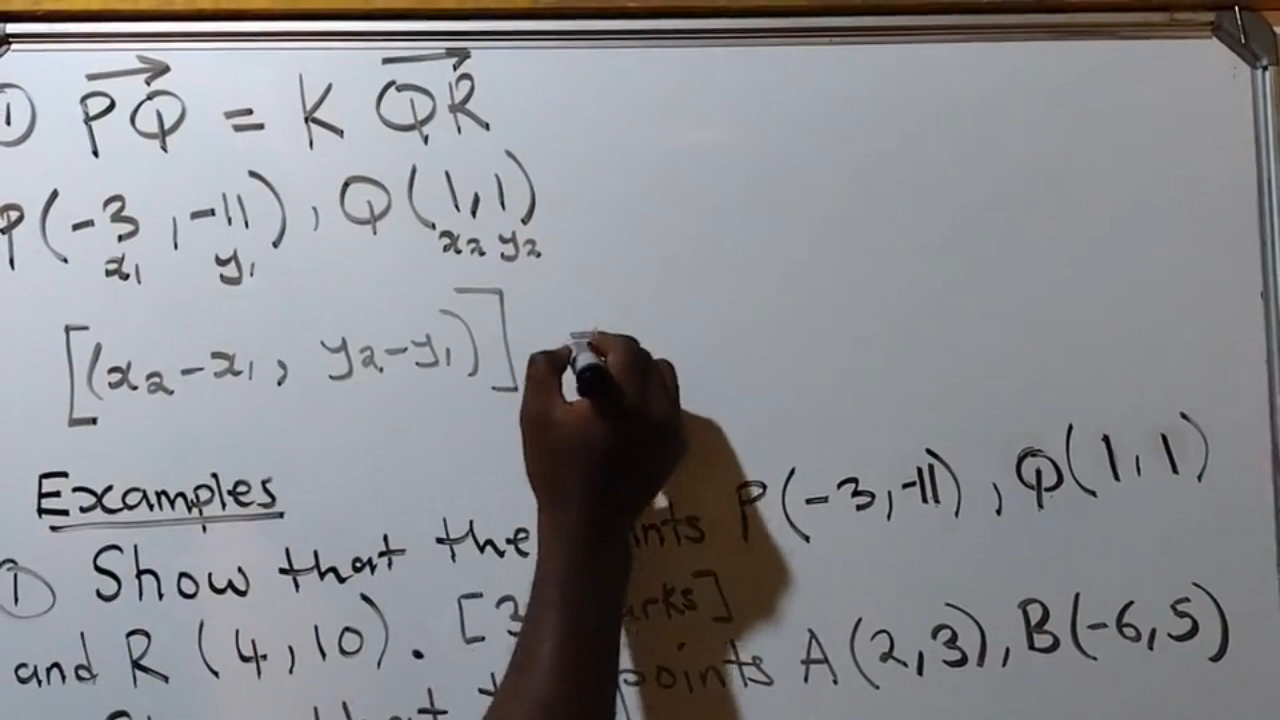 ① PQ = K QR
P(-3, -11), Q(1,1)
x₁ y₁ x₂ y₂
[(x₂-x₁, y₂-y₁)]
Examples
① Show that the P(-3,-11), Q(1,1)
and R (4,10). [3
points A(2,3), B(-6,5)